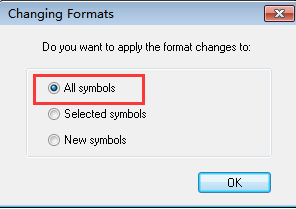 Changing Formats
Do you want to apply the format changes to:
All symbols
Selected symbols
New symbols
OK